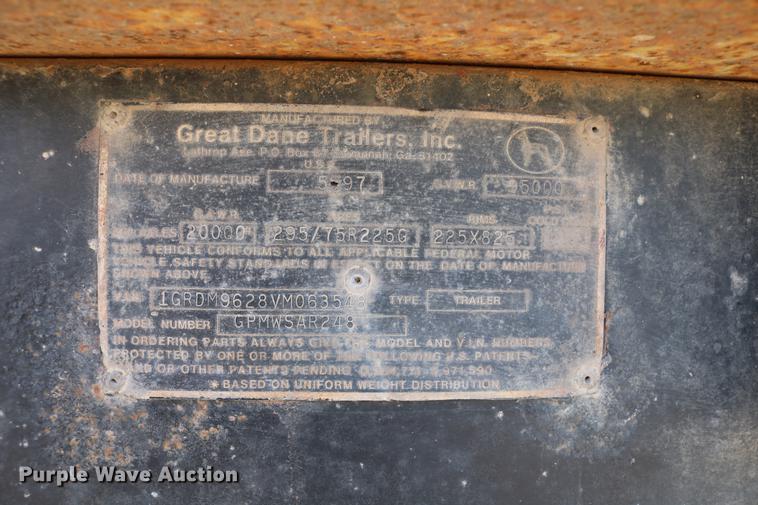 MANUFACTURED BY
Great Dane Trailers, Inc.
Lathrop Ave. P.O. Box 67 Savannah, Ga. 31402
U.S.A.
DATE OF MANUFACTURE 5-97 G.V.W.R. 95000
G.A.W.R. TIRES RIMS
20000 295/75R225G 225X825
THIS VEHICLE CONFORMS TO ALL APPLICABLE FEDERAL MOTOR
VEHICLE SAFETY STANDARDS IN EFFECT ON THE DATE OF MANUFACTURE
SHOWN ABOVE
V.I.N. 1GRDM9628VM063548 TYPE TRAILER
MODEL NUMBER GPMWSAR248
IN ORDERING PARTS ALWAYS GIVE THE MODEL AND V.I.N. NUMBERS
PROTECTED BY ONE OR MORE OF THE FOLLOWING U.S. PATENTS
AND OR OTHER PATENTS PENDING
* BASED ON UNIFORM WEIGHT DISTRIBUTION
Purple Wave Auction